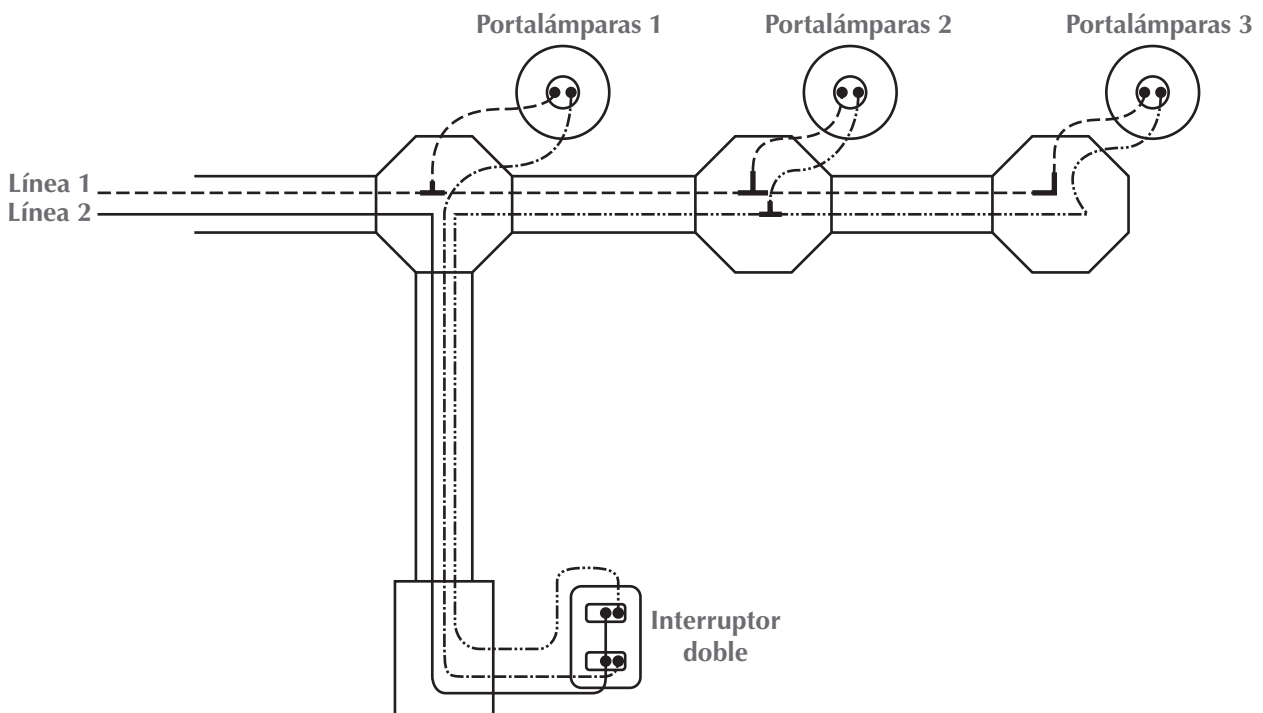 Portalámparas 1
Portalámparas 2
Portalámparas 3
Línea 1
Línea 2
Interruptor
doble